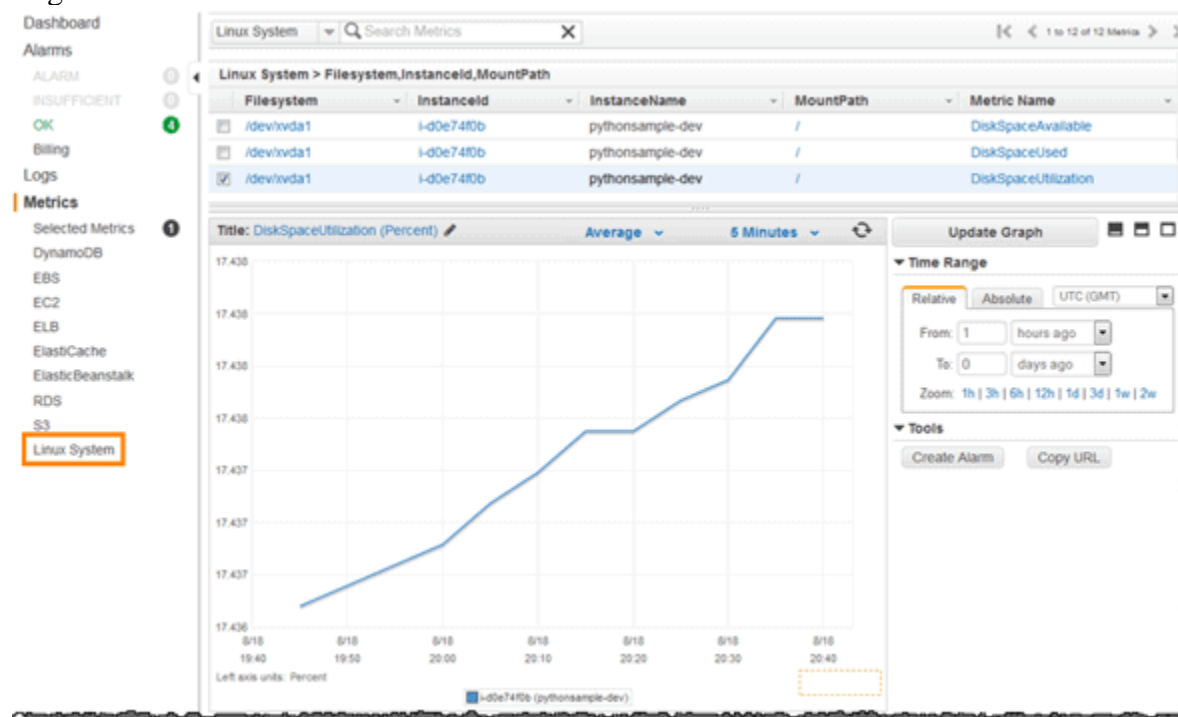 Dashboard
Alarms
ALARM 0
INSUFFICIENT 0
OK 4
Billing
Logs
Metrics
Selected Metrics 1
DynamoDB
EBS
EC2
ELB
ElastiCache
ElasticBeanstalk
RDS
S3
Linux System
Linux System Search Metrics X 1 to 12 of 12 Metrics
Linux System > Filesystem,InstanceId,MountPath
Filesystem InstanceId InstanceName MountPath Metric Name
/dev/xvda1 i-d0e74f0b pythonsample-dev / DiskSpaceAvailable
/dev/xvda1 i-d0e74f0b pythonsample-dev / DiskSpaceUsed
/dev/xvda1 i-d0e74f0b pythonsample-dev / DiskSpaceUtilization
Title: DiskSpaceUtilization (Percent) Average 5 Minutes
17.438
17.438
17.438
17.438
17.437
17.437
17.437
17.436
8/18 8/18 8/18 8/18 8/18 8/18 8/18
19:40 19:50 20:00 20:10 20:20 20:30 20:40
Left axis units: Percent
i-d0e74f0b (pythonsample-dev)
Update Graph
Time Range
Relative Absolute UTC (GMT)
From: 1 hours ago
To: 0 days ago
Zoom: 1h | 3h | 6h | 12h | 1d | 3d | 1w | 2w
Tools
Create Alarm Copy URL